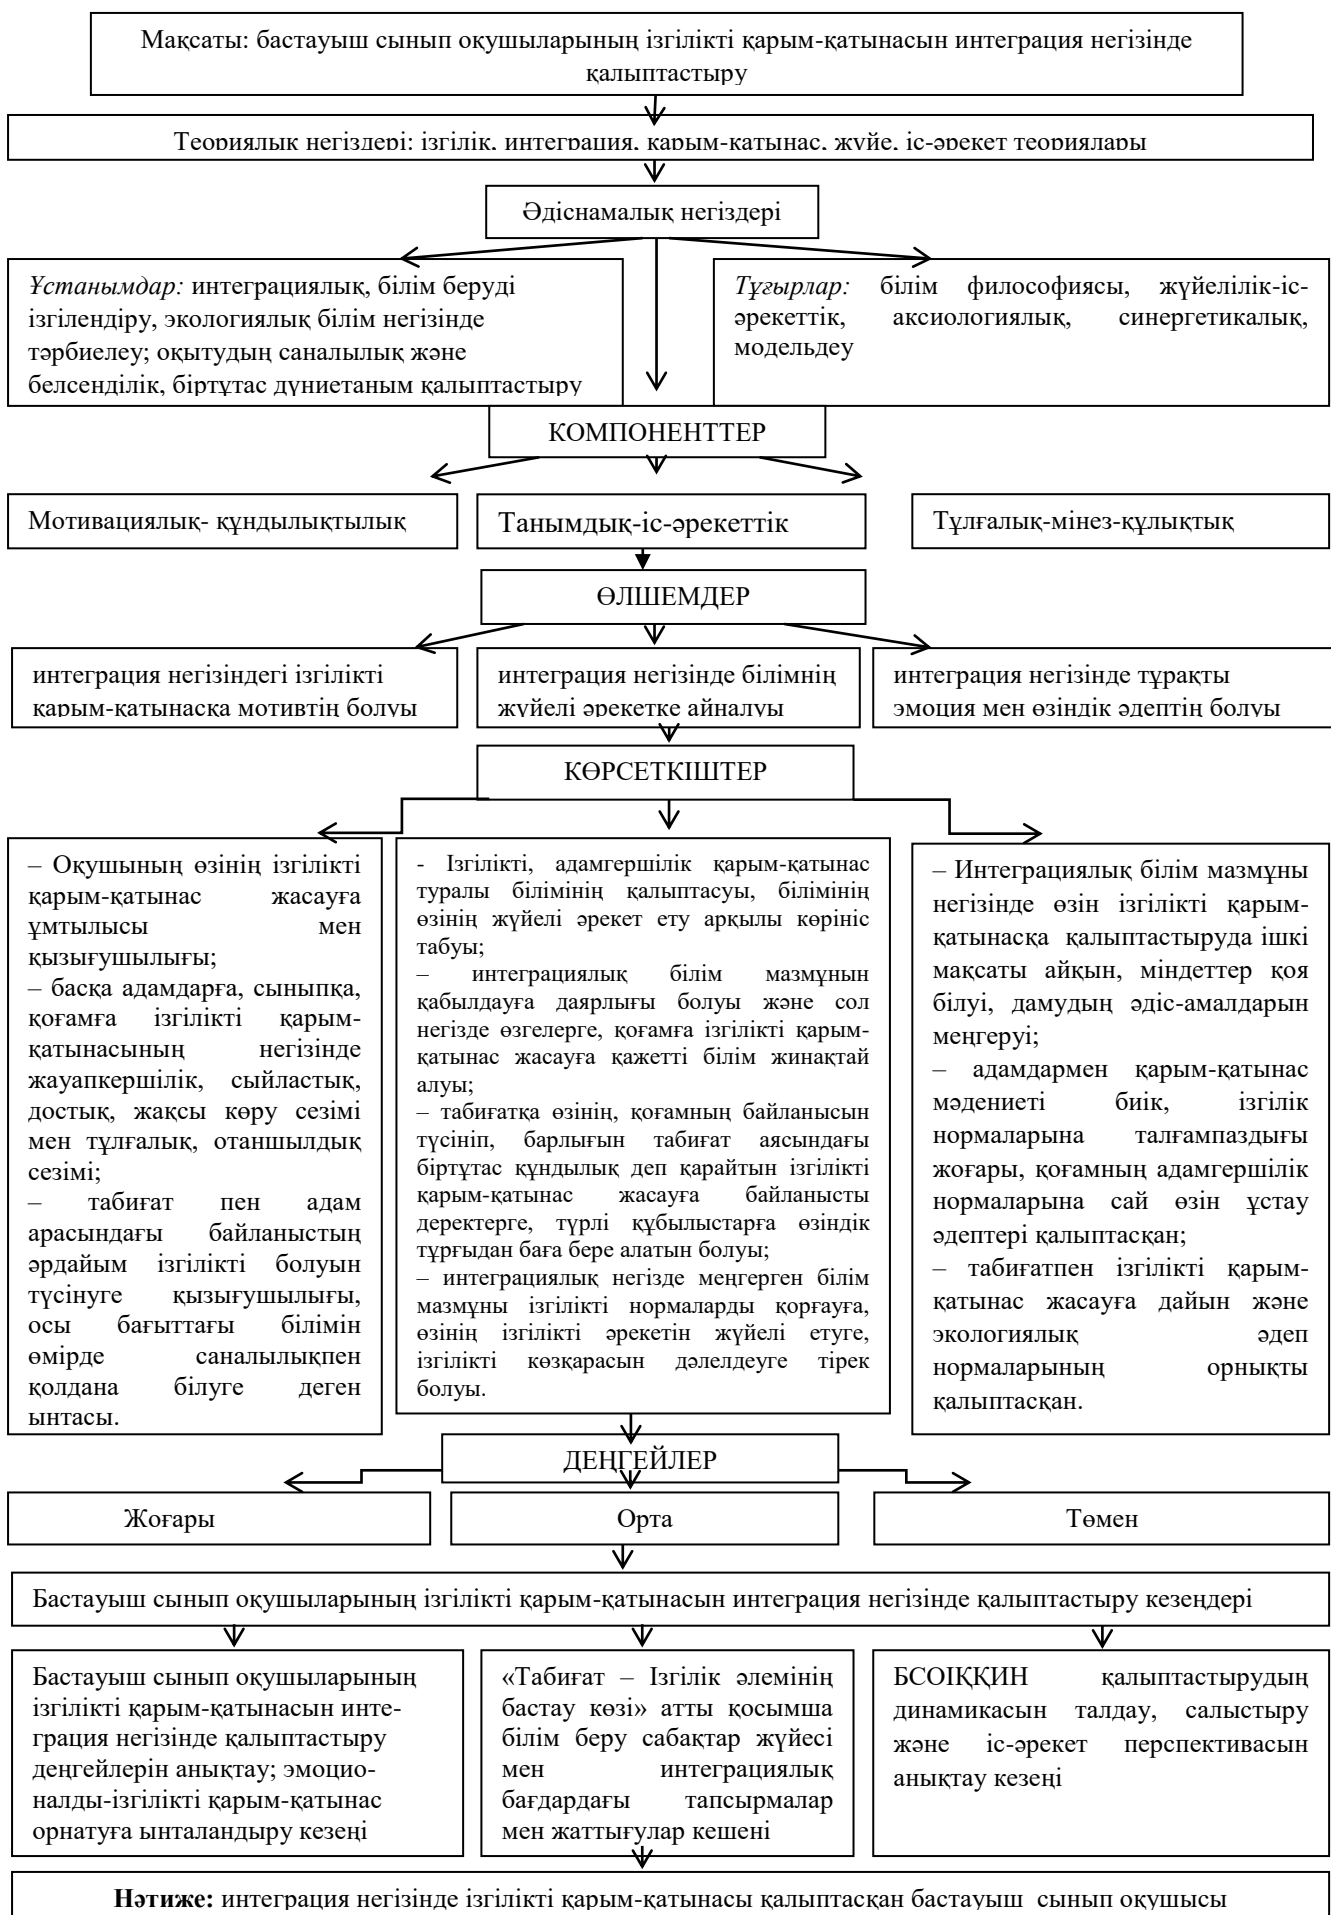 Мақсаты: бастауыш сынып оқушыларының ізгілікті қарым-қатынасын интеграция негізінде
қалыптастыру
Теориялық негіздері: ізгілік, интеграция, қарым-қатынас, жүйе, іс-әрекет теориялары
Әдіснамалық негіздері
Ұстанымдар: интеграциялық, білім беруді
ізгілендіру, экологиялық білім негізінде
тәрбиелеу; оқытудың саналылық және
белсенділік, біртұтас дүниетаным қалыптастыру
Тұғырлар: білім философиясы, жүйелілік-іс-
әрекеттік, аксиологиялық, синергетикалық,
модельдеу
КОМПОНЕНТТЕР
Мотивациялық- құндылықтылық
Танымдық-іс-әрекеттік
Тұлғалық-мінез-құлықтық
ӨЛШЕМДЕР
интеграция негізіндегі ізгілікті
қарым-қатынасқа мотивтің болуы
интеграция негізінде білімнің
жүйелі әрекетке айналуы
интеграция негізінде тұрақты
эмоция мен өзіндік әдептің болуы
КӨРСЕТКІШТЕР
– Оқушының өзінің ізгілікті
қарым-қатынас жасауға
ұмтылысы мен
қызығушылығы;
– басқа адамдарға, сыныпқа,
қоғамға ізгілікті қарым-
қатынасының негізінде
жауапкершілік, сыйластық,
достық, жақсы көру сезімі
мен тұлғалық, отаншылдық
сезімі;
– табиғат пен адам
арасындағы байланыстың
әрдайым ізгілікті болуын
түсінуге қызығушылығы,
осы бағыттағы білімін
өмірде саналылықпен
қолдана білуге деген
ынтасы.
- Ізгілікті, адамгершілік қарым-қатынас
туралы білімінің қалыптасуы, білімінің
өзінің жүйелі әрекет ету арқылы көрініс
табуы;
– интеграциялық білім мазмұнын
қабылдауға даярлығы болуы және сол
негізде өзгелерге, қоғамға ізгілікті қарым-
қатынас жасауға қажетті білім жинақтай
алуы;
– табиғатқа өзінің, қоғамның байланысын
түсініп, барлығын табиғат аясындағы
біртұтас құндылық деп қарайтын ізгілікті
қарым-қатынас жасауға байланысты
деректерге, түрлі құбылыстарға өзіндік
тұрғыдан баға бере алатын болуы;
– интеграциялық негізде меңгерген білім
мазмұны ізгілікті нормаларды қорғауға,
өзінің ізгілікті әрекетін жүйелі етуге,
ізгілікті көзқарасын дәлелдеуге тірек
болуы.
– Интеграциялық білім мазмұны
негізінде өзін ізгілікті қарым-
қатынасқа қалыптастыруда ішкі
мақсаты айқын, міндеттер қоя
білуі, дамудың әдіс-амалдарын
меңгеруі;
– адамдармен қарым-қатынас
мәдениеті биік, ізгілік
нормаларына талғампаздығы
жоғары, қоғамның адамгершілік
нормаларына сай өзін ұстау
әдептері қалыптасқан;
– табиғатпен ізгілікті қарым-
қатынас жасауға дайын және
экологиялық әдеп
нормаларының орнықты
қалыптасқан.
ДЕҢГЕЙЛЕР
Жоғары
Орта
Төмен
Бастауыш сынып оқушыларының ізгілікті қарым-қатынасын интеграция негізінде қалыптастыру кезеңдері
Бастауыш сынып оқушыларының
ізгілікті қарым-қатынасын инте-
грация негізінде қалыптастыру
деңгейлерін анықтау; эмоцио-
налды-ізгілікті қарым-қатынас
орнатуға ынталандыру кезеңі
«Табиғат – Ізгілік әлемінің
бастау көзі» атты қосымша
білім беру сабақтар жүйесі
мен интеграциялық
бағдардағы тапсырмалар
мен жаттығулар кешені
БСОІҚҚИН қалыптастырудың
динамикасын талдау, салыстыру
және іс-әрекет перспективасын
анықтау кезеңі
Нәтиже: интеграция негізінде ізгілікті қарым-қатынасы қалыптасқан бастауыш сынып оқушысы